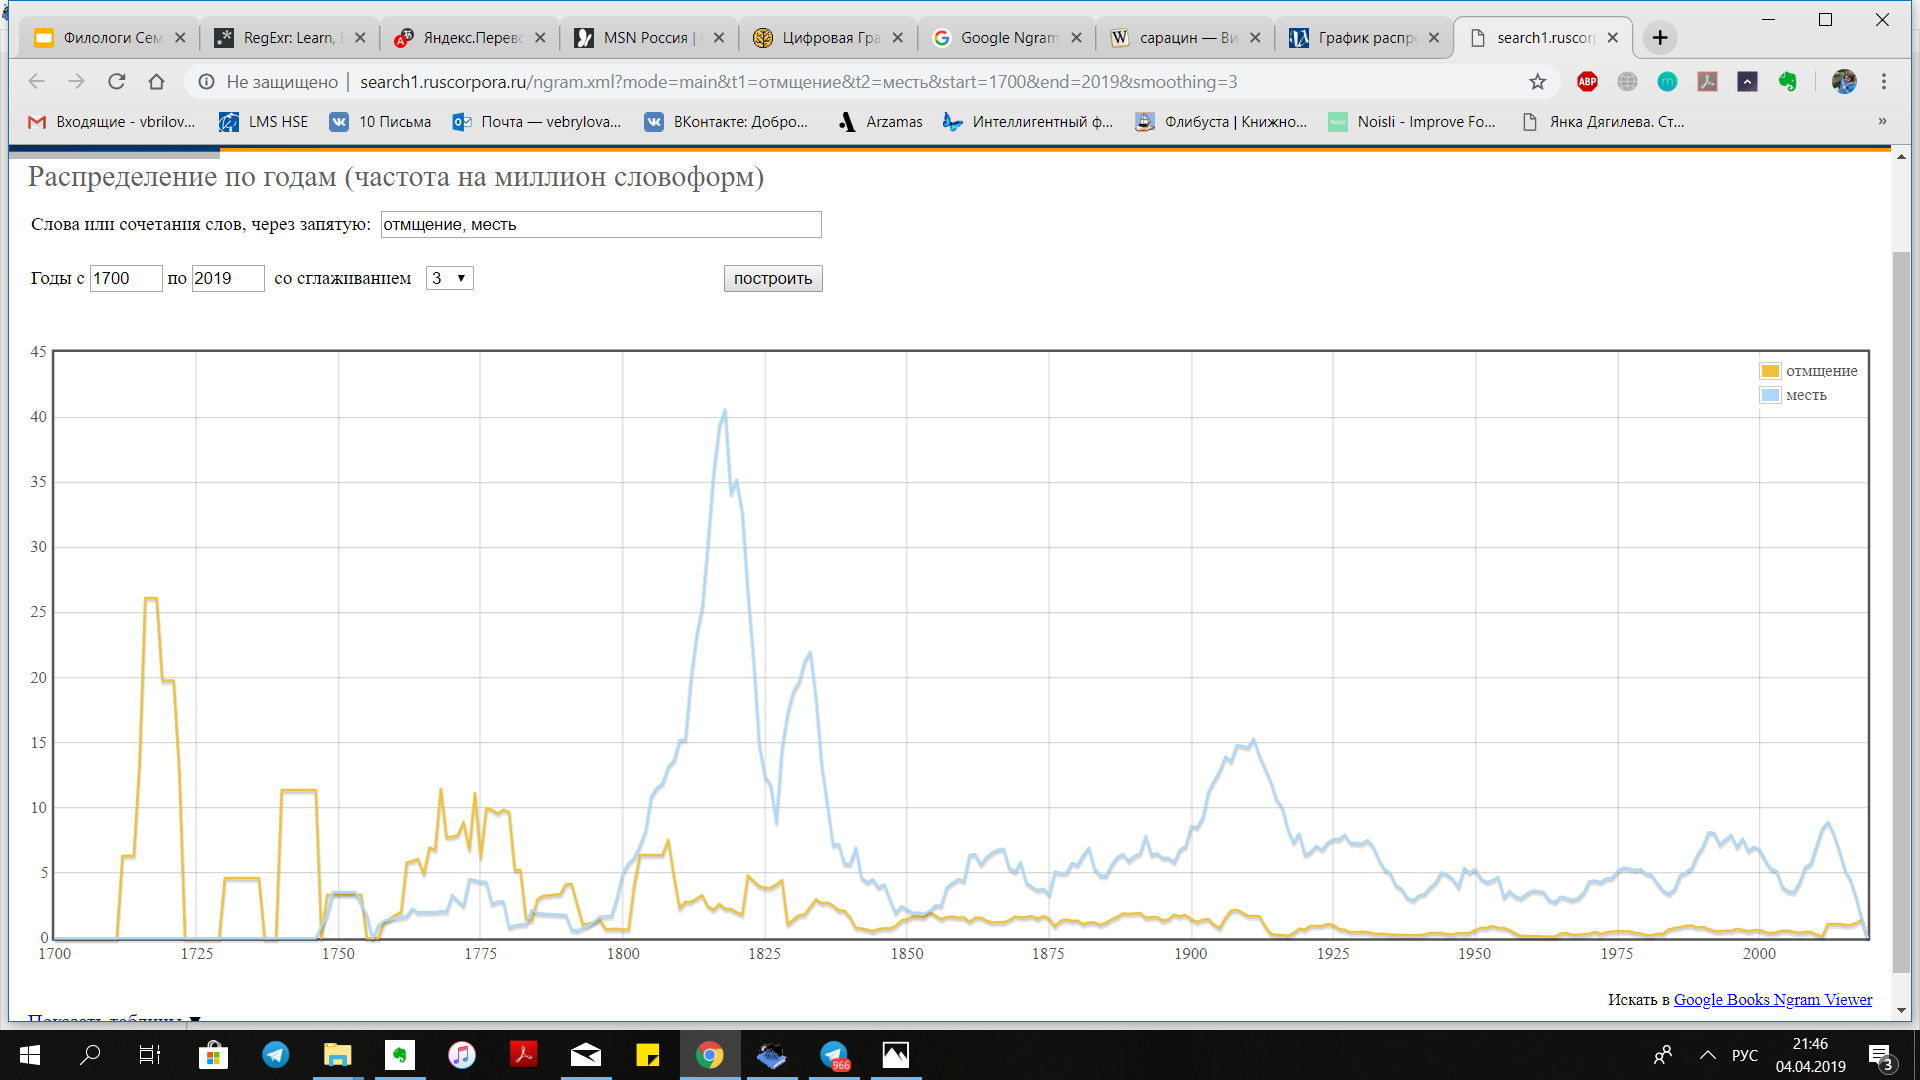 Филологи Сем
RegExr: Learn,
Яндекс.Перев
MSN Россия |
Цифровая Гра
Google Ngram
сарацин — Ви
График распр
search1.ruscor
Не защищено | search1.ruscorpora.ru/ngram.xml?mode=main&t1=отмщение&t2=месть&start=1700&end=2019&smoothing=3
ABP
m
Входящие - vbrilov...
LMS HSE
10 Письма
Почта — vebrylova...
ВКонтакте: Добро...
Arzamas
Интеллигентный ф...
Флибуста | Книжно...
Noisli - Improve Fo...
Янка Дягилева. Ст...
»
Распределение по годам (частота на миллион словоформ)
Слова или сочетания слов, через запятую: отмщение, месть
Годы с 1700 по 2019 со сглаживанием 3 построить
45
40
35
30
25
20
15
10
5
0
отмщение
месть
1700 1725 1750 1775 1800 1825 1850 1875 1900 1925 1950 1975 2000
Искать в Google Books Ngram Viewer
Показать таблицы ▼
966
РУС
21:46
04.04.2019
3